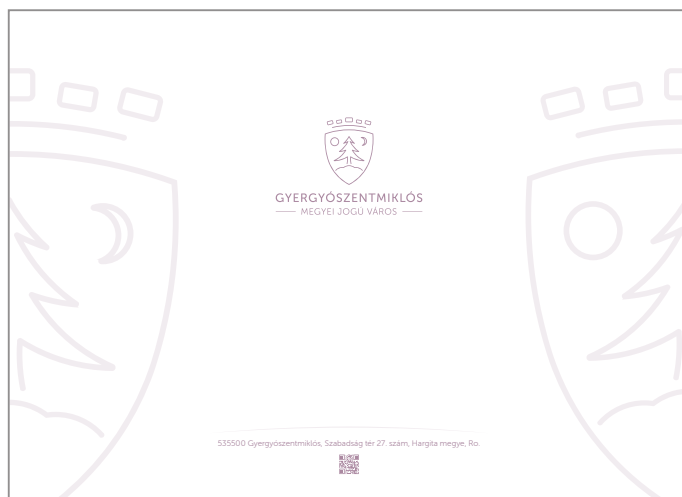 GYERGYÓSZENTMIKLÓS
MEGYEI JOGÚ VÁROS
535500 Gyergyószentmiklós, Szabadság tér 27. szám, Hargita megye, Ro.